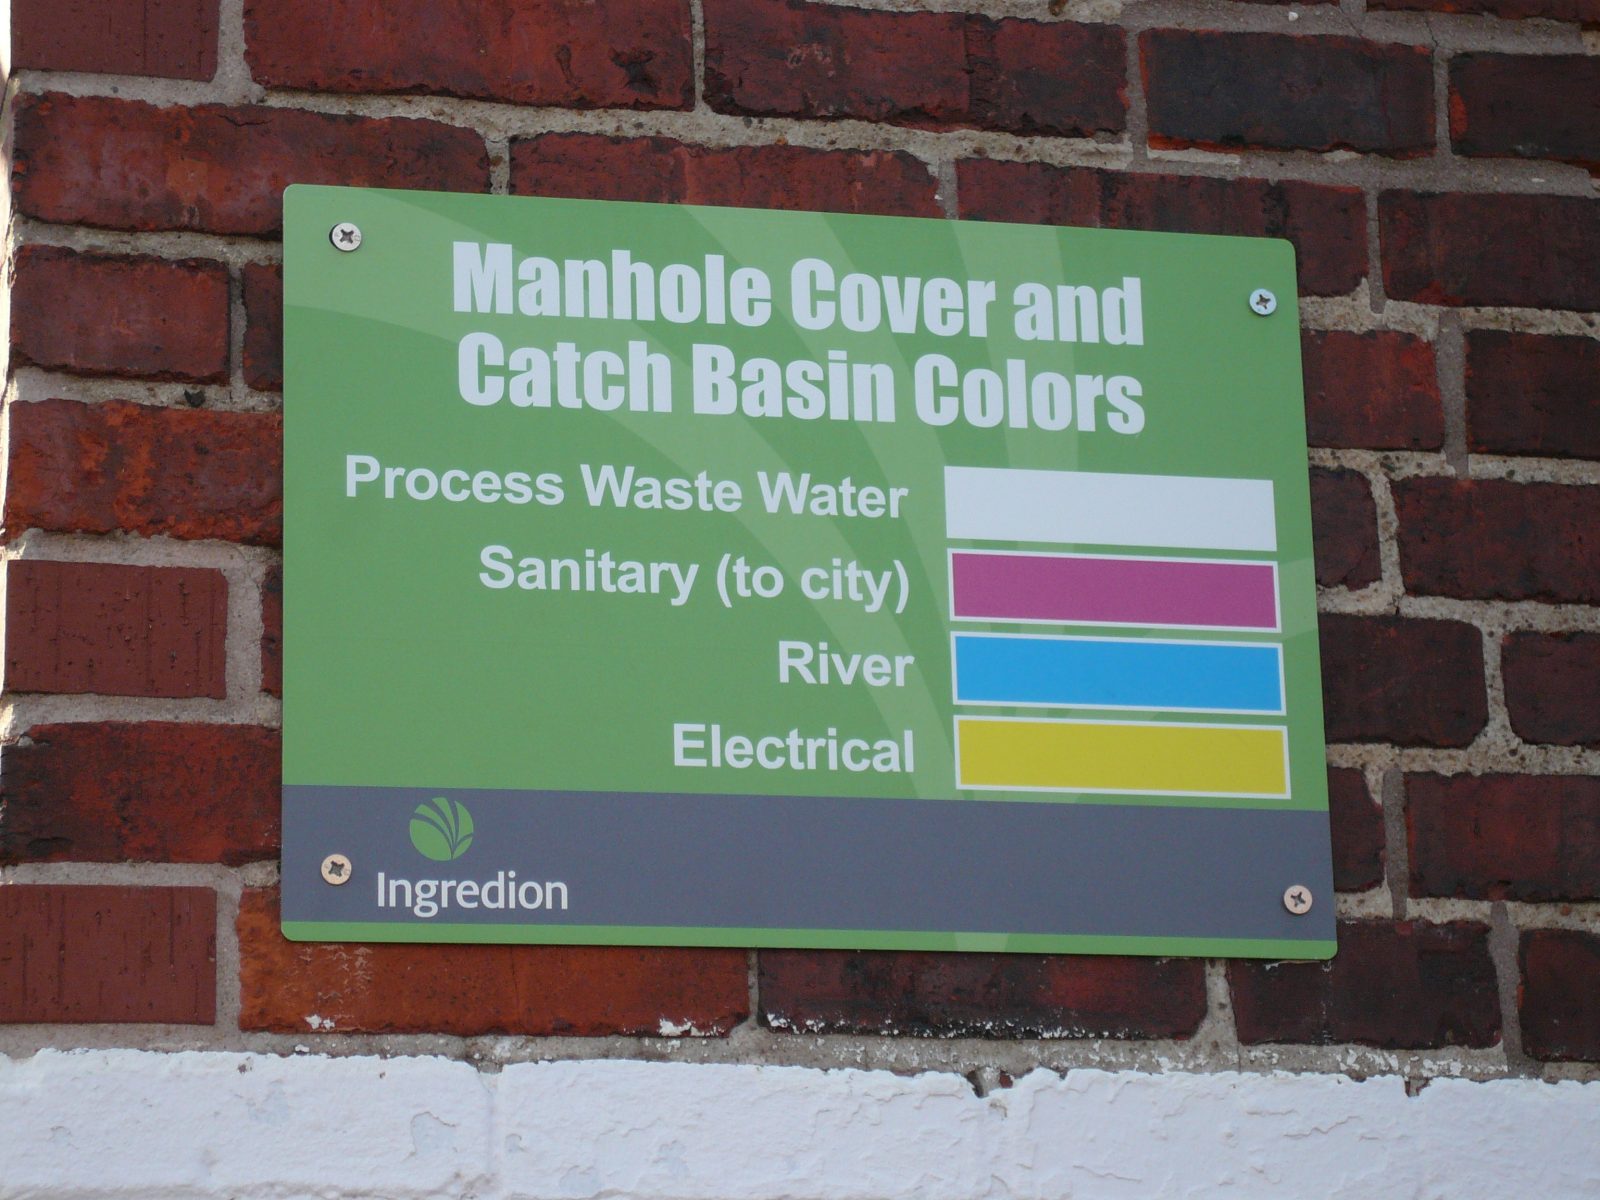 Manhole Cover and
Catch Basin Colors
Process Waste Water
Sanitary (to city)
River
Electrical
Ingredion